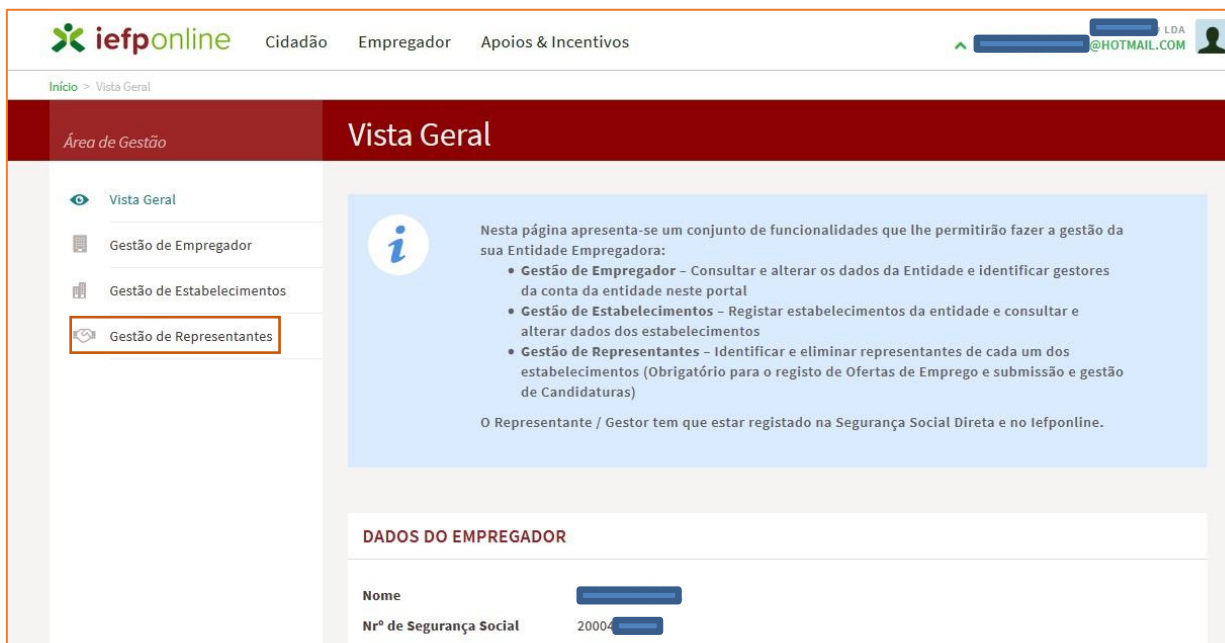 iefponline Cidadão Empregador Apoios & Incentivos
LDA
@HOTMAIL.COM
Início > Vista Geral
Área de Gestão
Vista Geral
Vista Geral
Gestão de Empregador
Gestão de Estabelecimentos
Gestão de Representantes
i
Nesta página apresenta-se um conjunto de funcionalidades que lhe permitirão fazer a gestão da
sua Entidade Empregadora:
• Gestão de Empregador – Consultar e alterar os dados da Entidade e identificar gestores
da conta da entidade neste portal
• Gestão de Estabelecimentos – Registar estabelecimentos da entidade e consultar e
alterar dados dos estabelecimentos
• Gestão de Representantes – Identificar e eliminar representantes de cada um dos
estabelecimentos (Obrigatório para o registo de Ofertas de Emprego e submissão e gestão
de Candidaturas)
O Representante / Gestor tem que estar registado na Segurança Social Direta e no Iefponline.
DADOS DO EMPREGADOR
Nome
Nrº de Segurança Social 20004